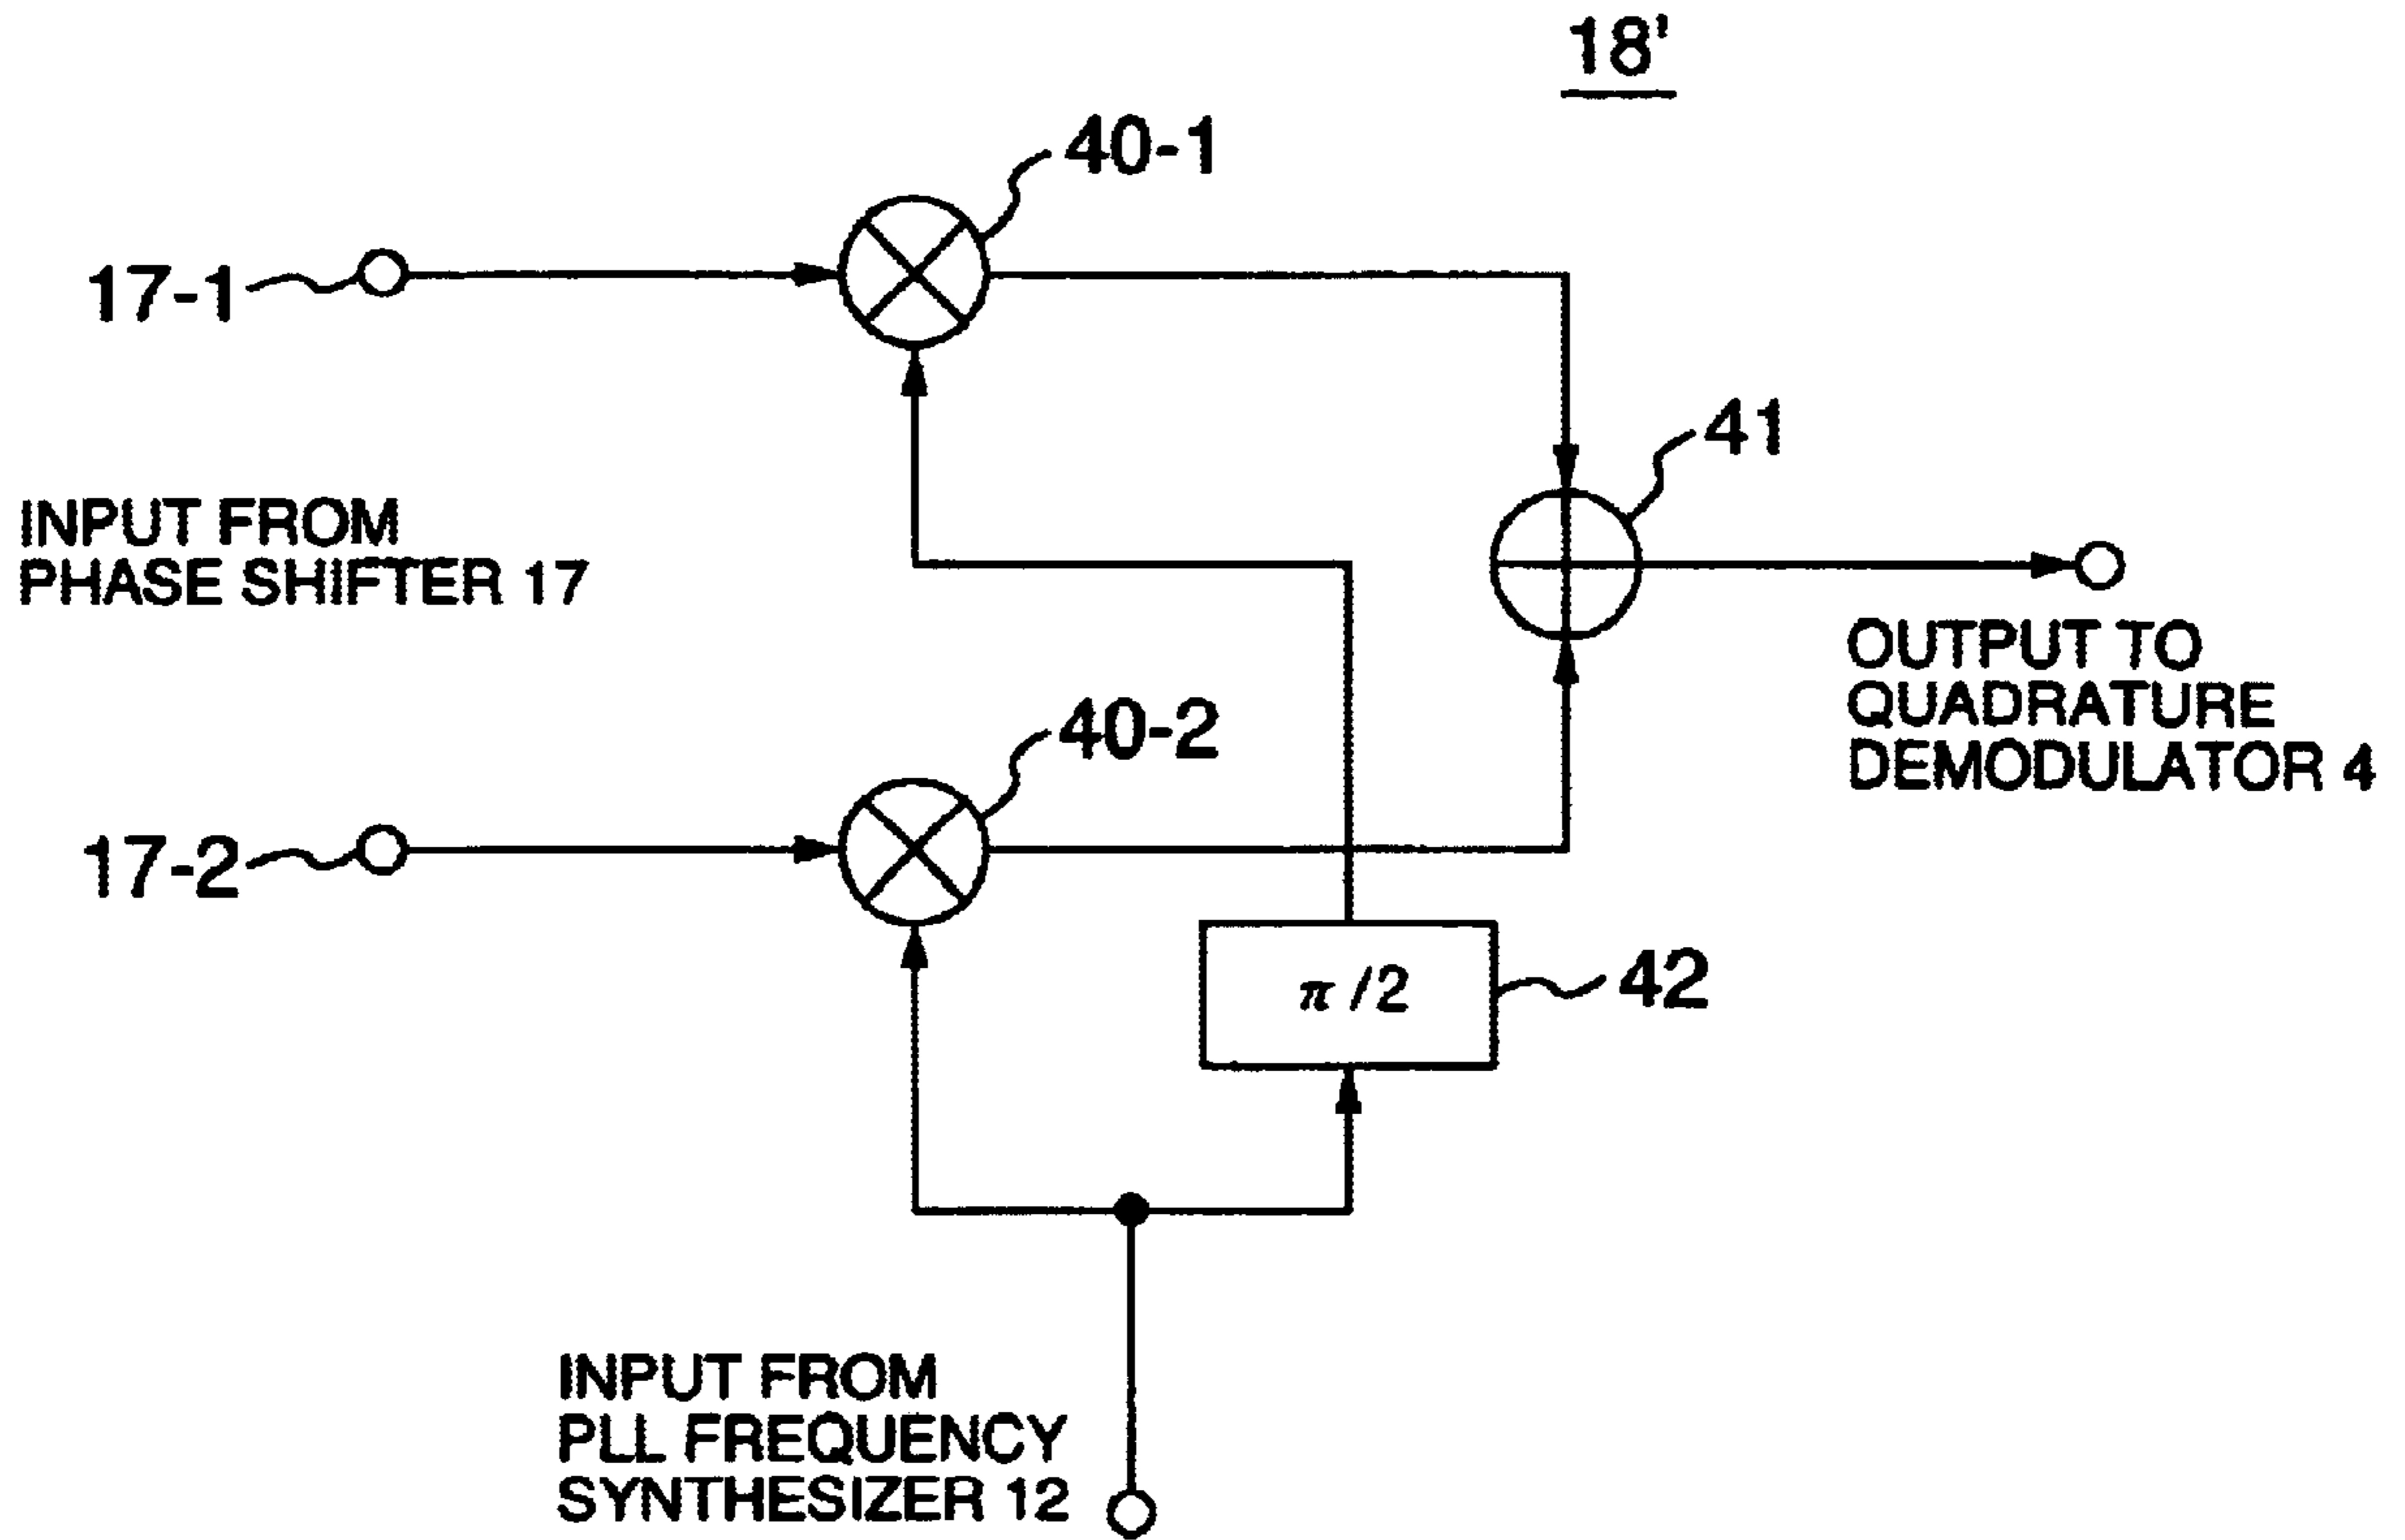 18'
40-1
17-1
41
INPUT FROM
PHASE SHIFTER 17
OUTPUT TO
QUADRATURE
DEMODULATOR 4
40-2
17-2
π/2
42
INPUT FROM
PLL FREQUENCY
SYNTHESIZER 12